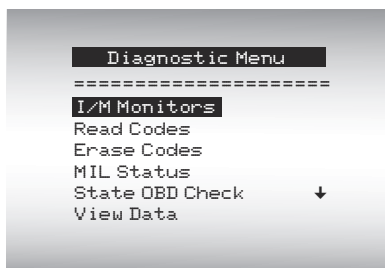 Diagnostic Menu
=====================
I/M Monitors
Read Codes
Erase Codes
MIL Status
State OBD Check ↓
View Data